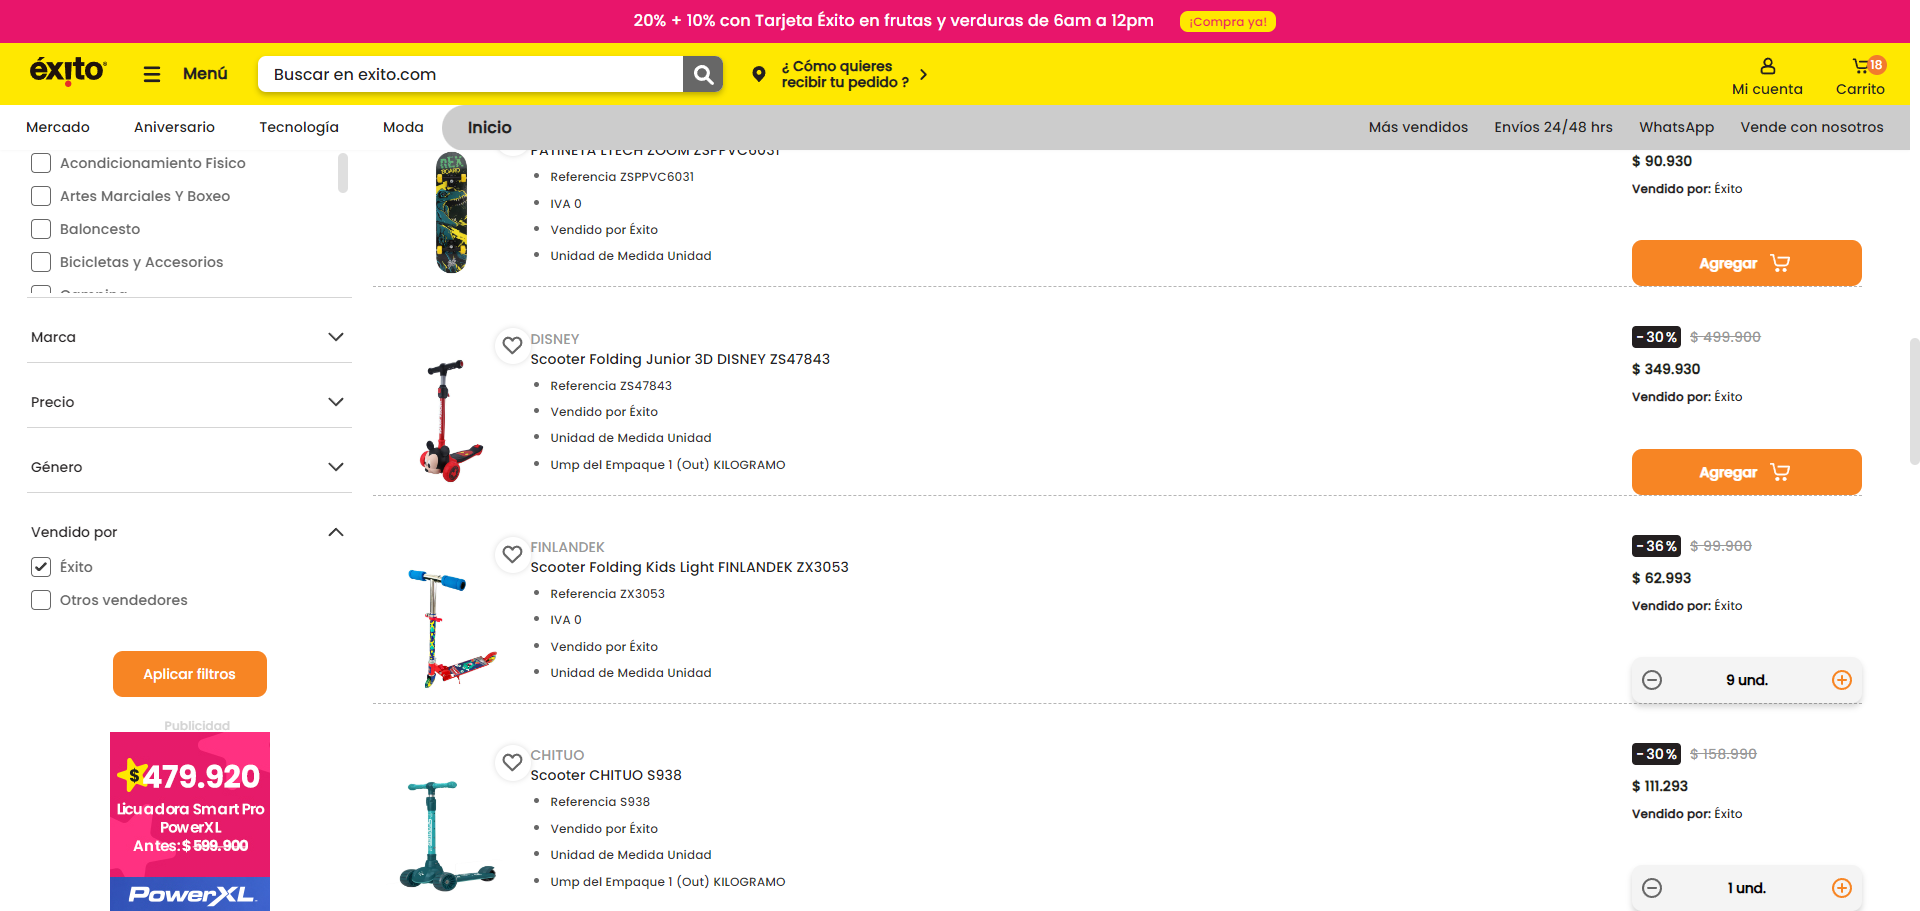 20% + 10% con Tarjeta Éxito en frutas y verduras de 6am a 12pm
¡Compra ya!
éxito
Menú
Buscar en exito.com
¿ Cómo quieres
recibir tu pedido ?
Mi cuenta
18
Carrito
Mercado
Aniversario
Tecnología
Moda
Inicio
Más vendidos
Envíos 24/48 hrs
WhatsApp
Vende con nosotros
Acondicionamiento Fisico
Artes Marciales Y Boxeo
Baloncesto
Bicicletas y Accesorios
Camping
Marca
Precio
Género
Vendido por
Éxito
Otros vendedores
Aplicar filtros
Publicidad
$479.920
Licuadora Smart Pro
PowerXL
Antes: $ 599.900
PowerXL
REX
BOARD
PATINETA LTECH ZOOM ZSPPVC6031
Referencia ZSPPVC6031
IVA 0
Vendido por Éxito
Unidad de Medida Unidad
$ 90.930
Vendido por: Éxito
Agregar
DISNEY
Scooter Folding Junior 3D DISNEY ZS47843
Referencia ZS47843
Vendido por Éxito
Unidad de Medida Unidad
Ump del Empaque 1 (Out) KILOGRAMO
-30% $ 499.900
$ 349.930
Vendido por: Éxito
Agregar
FINLANDEK
Scooter Folding Kids Light FINLANDEK ZX3053
Referencia ZX3053
IVA 0
Vendido por Éxito
Unidad de Medida Unidad
-36% $ 99.900
$ 62.993
Vendido por: Éxito
9 und.
CHITUO
Scooter CHITUO S938
Referencia S938
Vendido por Éxito
Unidad de Medida Unidad
Ump del Empaque 1 (Out) KILOGRAMO
-30% $ 158.990
$ 111.293
Vendido por: Éxito
1 und.